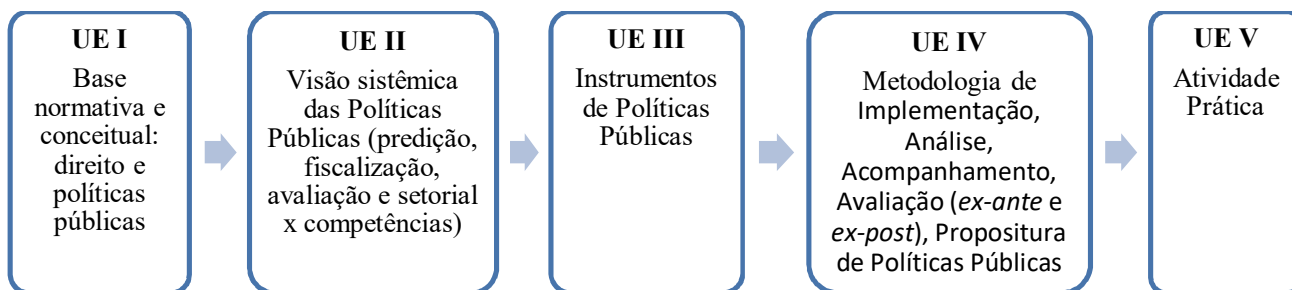 UE I
Base
normativa e
conceitual:
direito e
políticas
públicas
UE II
Visão sistêmica
das Políticas
Públicas (predição,
fiscalização,
avaliação e setorial
x competências)
UE III
Instrumentos
de Políticas
Públicas
UE IV
Metodologia de
Implementação,
Análise,
Acompanhamento,
Avaliação (ex-ante e
ex-post), Propositura
de Políticas Públicas
UE V
Atividade
Prática